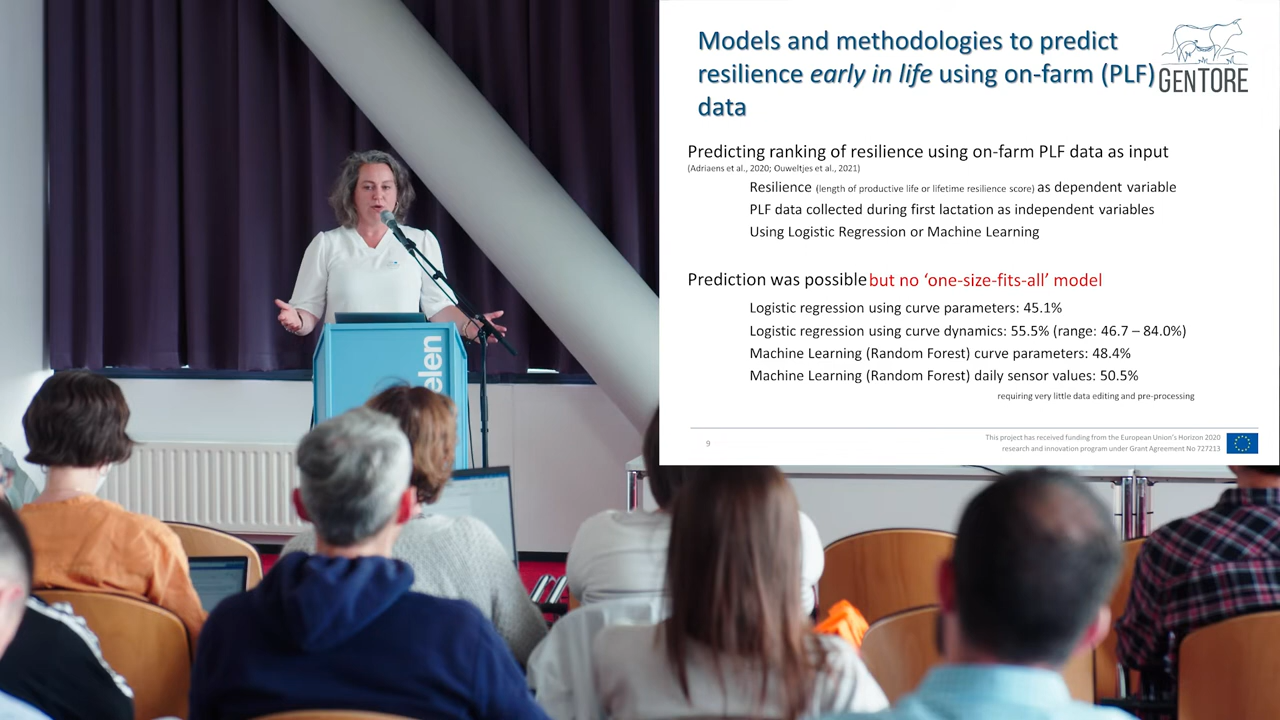 Models and methodologies to predict
resilience early in life using on-farm (PLF)
data
GENTORE
Predicting ranking of resilience using on-farm PLF data as input
(Adriaens et al., 2020; Ouweltjes et al., 2021)
Resilience (length of productive life or lifetime resilience score) as dependent variable
PLF data collected during first lactation as independent variables
Using Logistic Regression or Machine Learning
Prediction was possible but no ‘one-size-fits-all’ model
Logistic regression using curve parameters: 45.1%
Logistic regression using curve dynamics: 55.5% (range: 46.7 – 84.0%)
Machine Learning (Random Forest) curve parameters: 48.4%
Machine Learning (Random Forest) daily sensor values: 50.5%
requiring very little data editing and pre-processing
9
This project has received funding from the European Union’s Horizon 2020
research and innovation program under Grant Agreement No 727213
elen